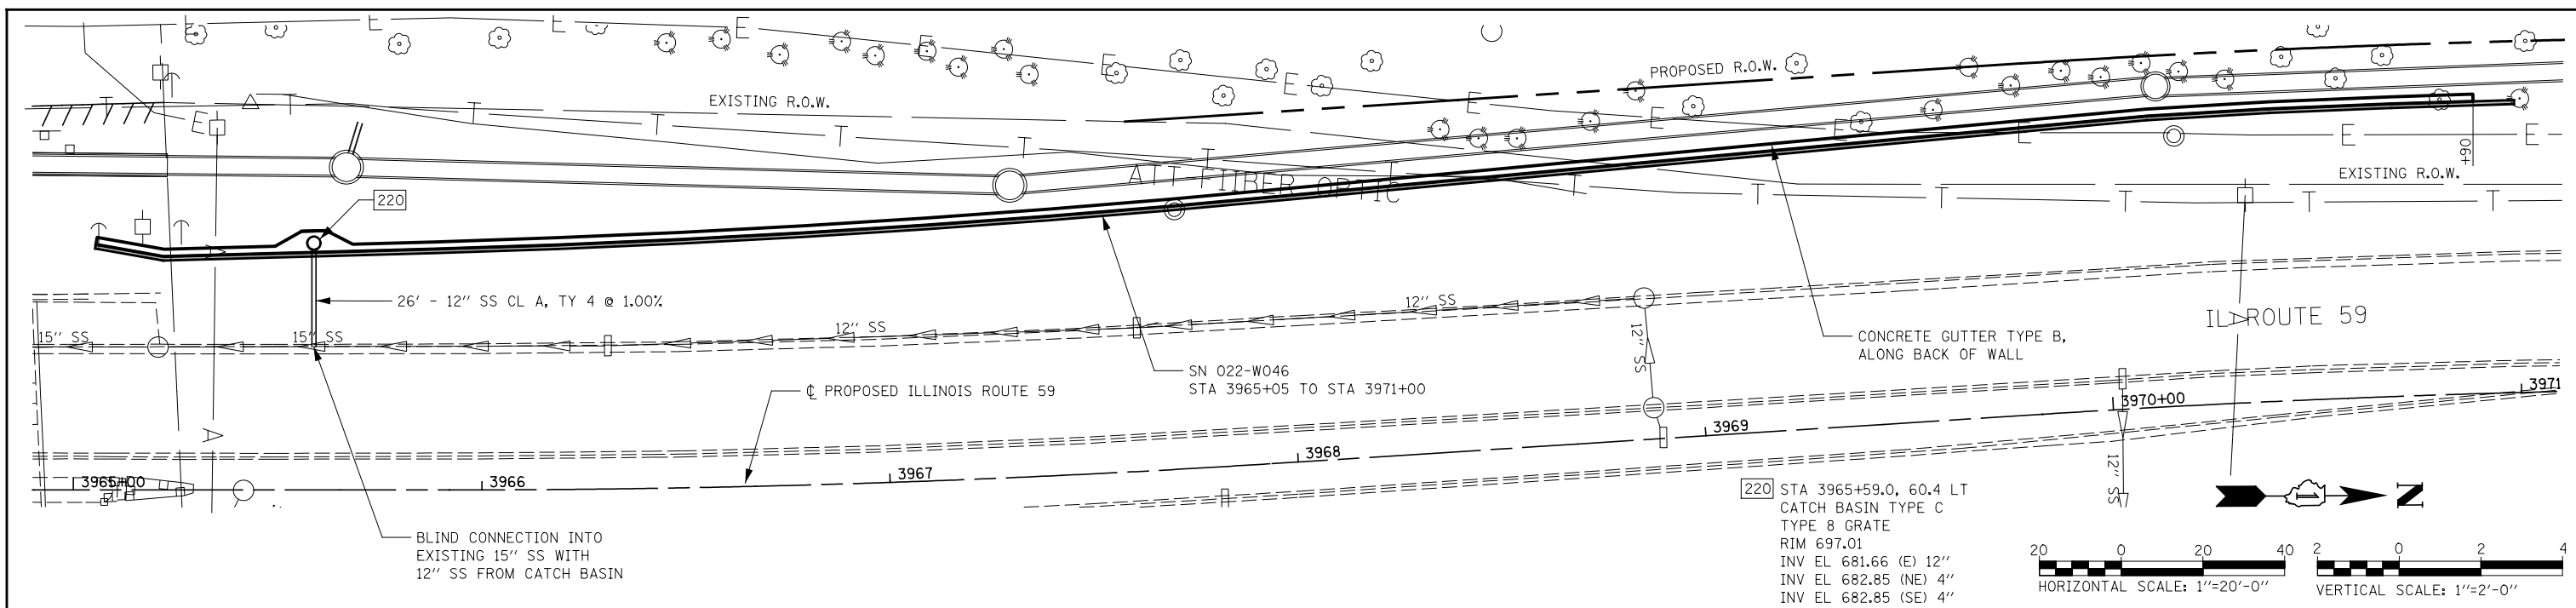 E E E E E E E E E E E E E
T T T T T T T T T T T T
EXISTING R.O.W.
PROPOSED R.O.W.
ATT FIIBER OPTIC
+90
EXISTING R.O.W.
220
26' - 12" SS CL A, TY 4 @ 1.00%
15" SS
15" SS
12" SS
12" SS
12" SS
12" SS
SN 022-W046
STA 3965+05 TO STA 3971+00
CONCRETE GUTTER TYPE B,
ALONG BACK OF WALL
IL ROUTE 59
A A A
℄ PROPOSED ILLINOIS ROUTE 59
3965+00
3966
3967
3968
3969
3970+00
3971
BLIND CONNECTION INTO
EXISTING 15" SS WITH
12" SS FROM CATCH BASIN
220 STA 3965+59.0, 60.4 LT
CATCH BASIN TYPE C
TYPE 8 GRATE
RIM 697.01
INV EL 681.66 (E) 12"
INV EL 682.85 (NE) 4"
INV EL 682.85 (SE) 4"
N
20 0 20 40
HORIZONTAL SCALE: 1"=20'-0"
2 0 2 4
VERTICAL SCALE: 1"=2'-0"